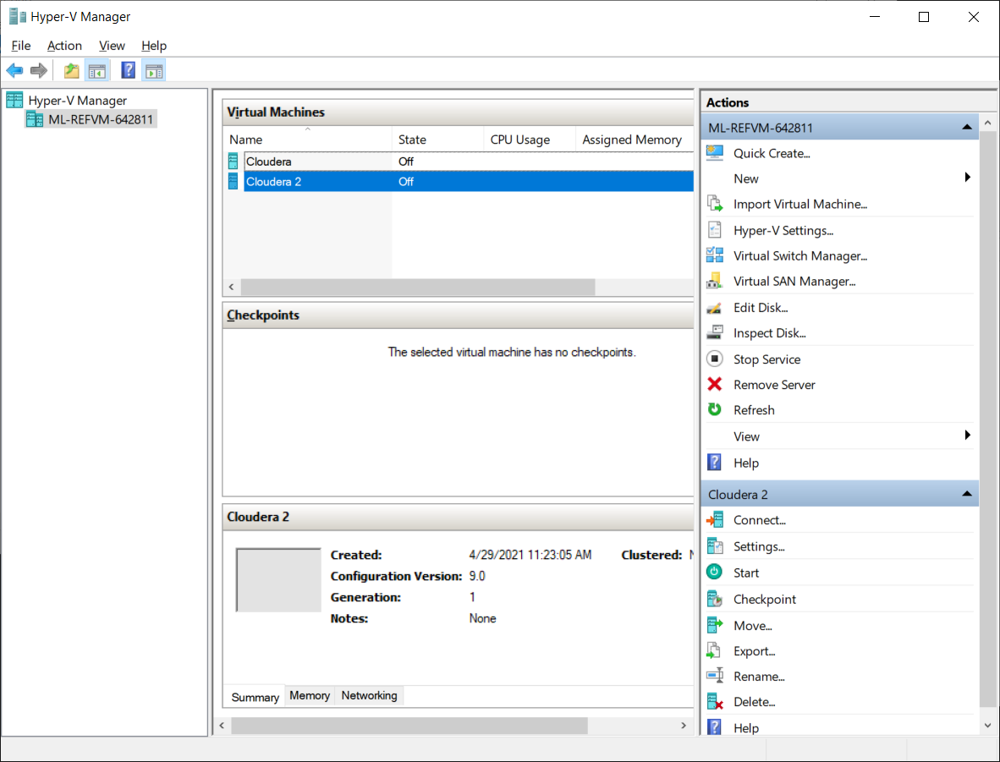 Hyper-V Manager
File Action View Help
Hyper-V Manager
ML-REFVM-642811
Virtual Machines
Name State CPU Usage Assigned Memory
Cloudera Off
Cloudera 2 Off
Checkpoints
The selected virtual machine has no checkpoints.
Cloudera 2
Created: 4/29/2021 11:23:05 AM Clustered:
Configuration Version: 9.0
Generation: 1
Notes: None
Summary Memory Networking
Actions
ML-REFVM-642811
Quick Create...
New
Import Virtual Machine...
Hyper-V Settings...
Virtual Switch Manager...
Virtual SAN Manager...
Edit Disk...
Inspect Disk...
Stop Service
Remove Server
Refresh
View
Help
Cloudera 2
Connect...
Settings...
Start
Checkpoint
Move...
Export...
Rename...
Delete...
Help